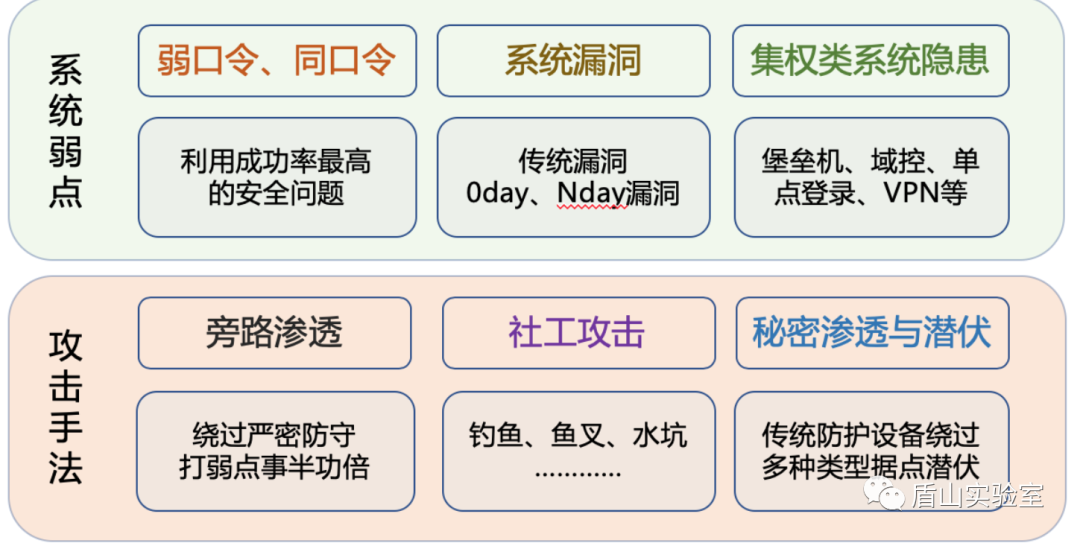 系统弱点
弱口令、同口令
系统漏洞
集权类系统隐患
利用成功率最高
的安全问题
传统漏洞
0day、Nday漏洞
堡垒机、域控、单
点登录、VPN等
攻击手法
旁路渗透
社工攻击
秘密渗透与潜伏
绕过严密防守
打弱点事半功倍
钓鱼、鱼叉、水坑
…………
传统防护设备绕过
多种类型据点潜伏
盾山实验室